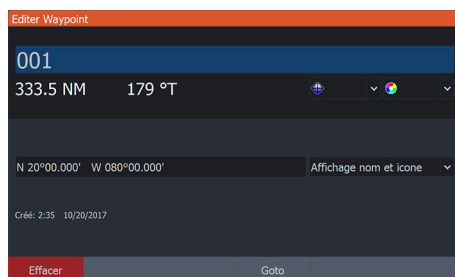 Editer Waypoint
001
333.5 NM 179 °T
N 20°00.000' W 080°00.000' Affichage nom et icone
Créé: 2:35 10/20/2017
Effacer Goto